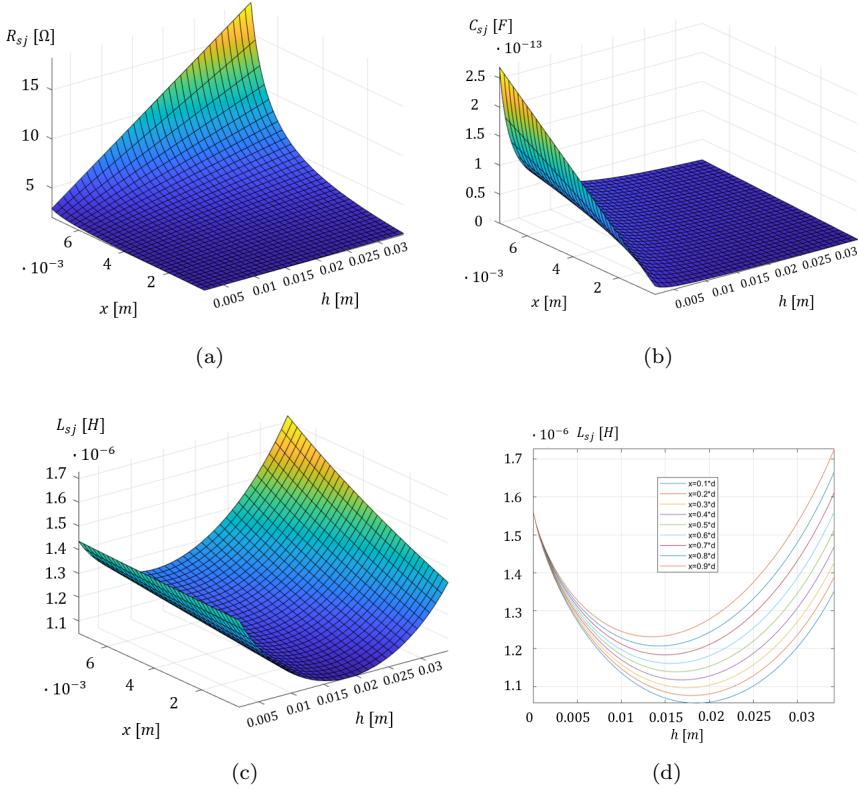 R_sj [Ω]
15
10
5
6
4
2
· 10⁻³
x [m]
0.005
0.01
0.015
0.02
0.025
0.03
h [m]
(a)
C_sj [F]
· 10⁻¹³
2.5
2
1.5
1
0.5
0
6
4
2
· 10⁻³
x [m]
0.005
0.01
0.015
0.02
0.025
0.03
h [m]
(b)
L_sj [H]
· 10⁻⁶
1.7
1.6
1.5
1.4
1.3
1.2
1.1
6
4
2
· 10⁻³
x [m]
0.005
0.01
0.015
0.02
0.025
0.03
h [m]
(c)
· 10⁻⁶ L_sj [H]
1.7
1.6
1.5
1.4
1.3
1.2
1.1
x=0.1*d
x=0.2*d
x=0.3*d
x=0.4*d
x=0.5*d
x=0.6*d
x=0.7*d
x=0.8*d
x=0.9*d
0 0.005 0.01 0.015 0.02 0.025 0.03
h [m]
(d)